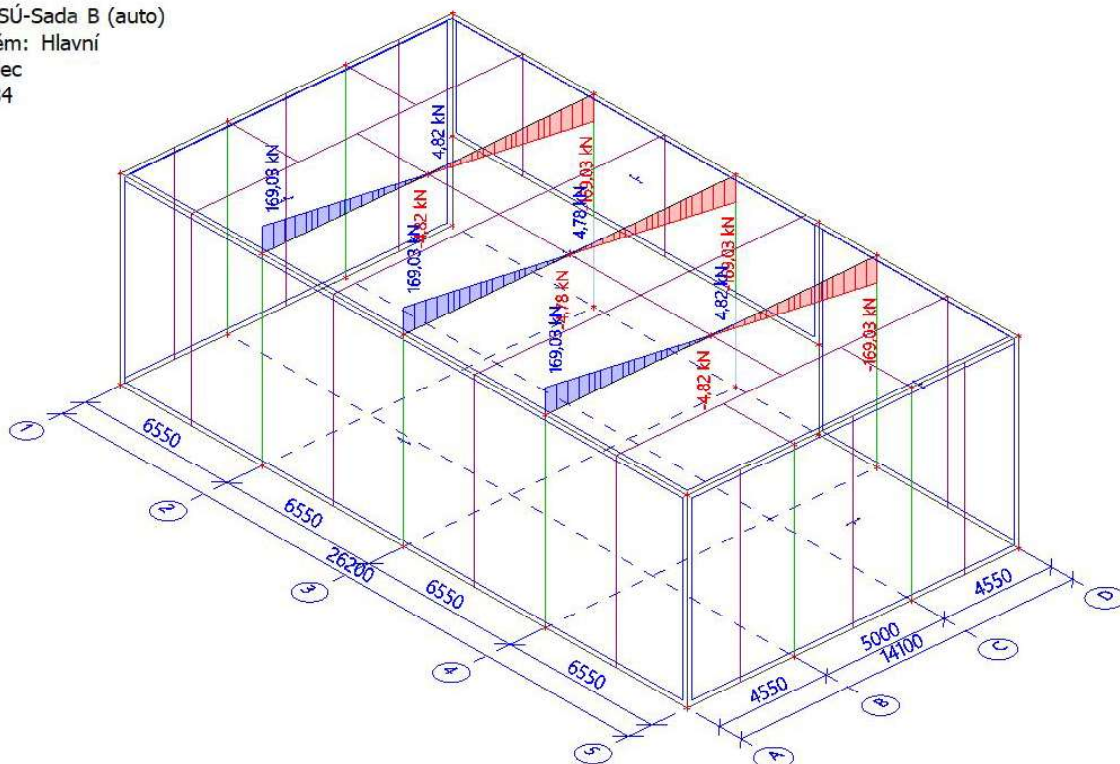 SÚ-Sada B (auto)
ém: Hlavní
ec
34
169,03 kN
4,82 kN
-4,82 kN
-169,03 kN
169,03 kN
4,78 kN
-4,78 kN
-169,03 kN
169,03 kN
4,82 kN
-4,82 kN
-169,03 kN
1
2
3
4
5
6550
6550
26200
6550
6550
4550
5000
14100
4550
A
B
C
D